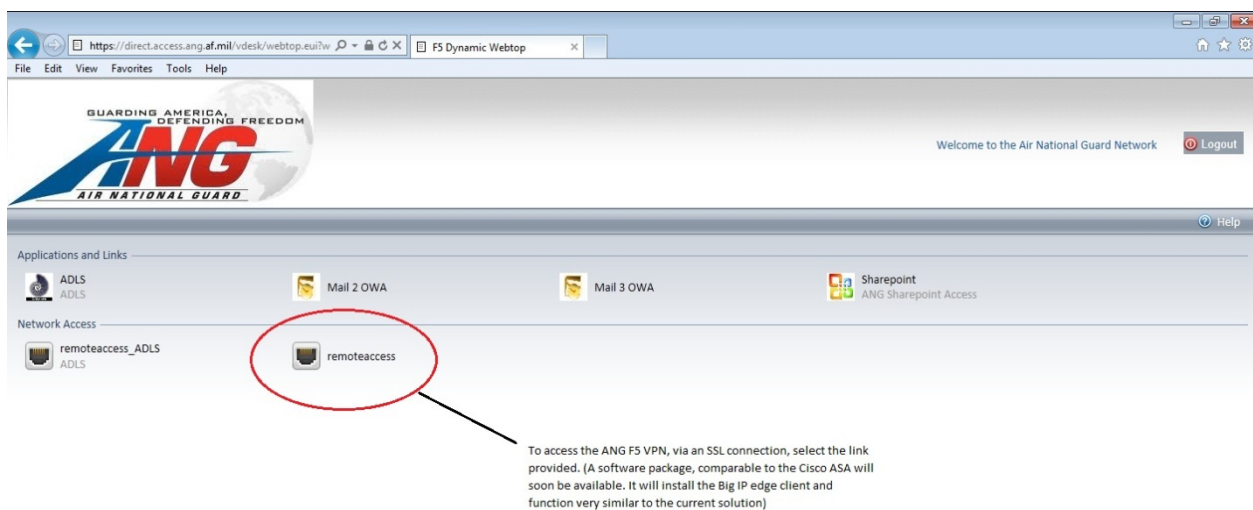 https://direct.access.ang.af.mil/vdesk/webtop.eui?w
F5 Dynamic Webtop
File Edit View Favorites Tools Help
GUARDING AMERICA,
DEFENDING FREEDOM
ANG
AIR NATIONAL GUARD
Welcome to the Air National Guard Network
Logout
Help
Applications and Links
ADLS
ADLS
Mail 2 OWA
Mail 3 OWA
Sharepoint
ANG Sharepoint Access
Network Access
remoteaccess_ADLS
ADLS
remoteaccess
To access the ANG F5 VPN, via an SSL connection, select the link
provided. (A software package, comparable to the Cisco ASA will
soon be available. It will install the Big IP edge client and
function very similar to the current solution)